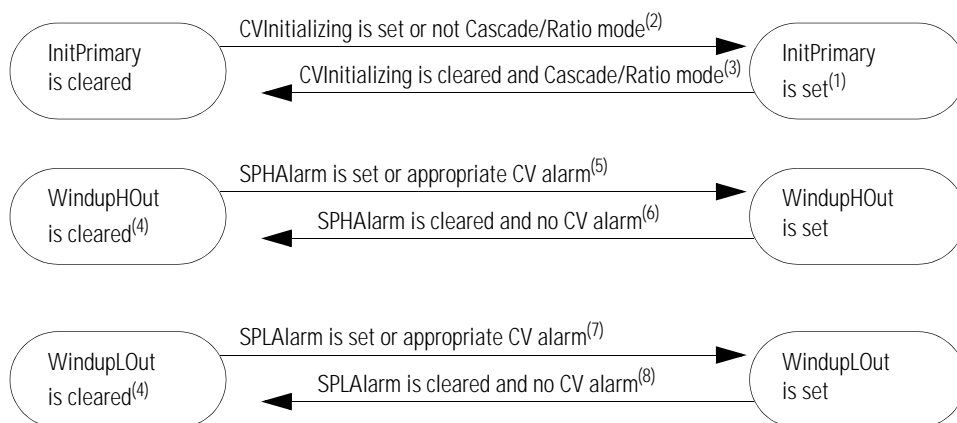 InitPrimary
is cleared
CVInitializing is set or not Cascade/Ratio mode(2)
CVInitializing is cleared and Cascade/Ratio mode(3)
InitPrimary
is set(1)
WindupHOut
is cleared(4)
SPHAlarm is set or appropriate CV alarm(5)
SPHAlarm is cleared and no CV alarm(6)
WindupHOut
is set
WindupLOut
is cleared(4)
SPLAlarm is set or appropriate CV alarm(7)
SPLAlarm is cleared and no CV alarm(8)
WindupLOut
is set